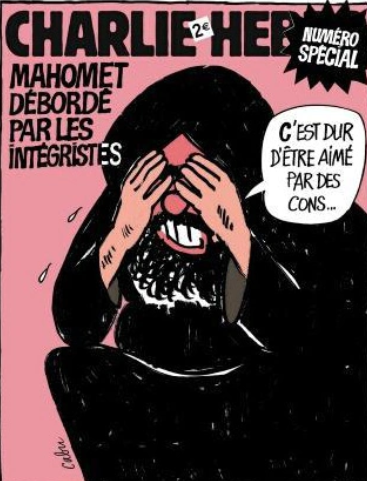 CHARLIE HEB
2€
NUMÉRO
SPÉCIAL
MAHOMET
DÉBORDÉ
PAR LES
INTÉGRISTES
C'EST DUR
D'ÊTRE AIMÉ
PAR DES
CONS...
cabu